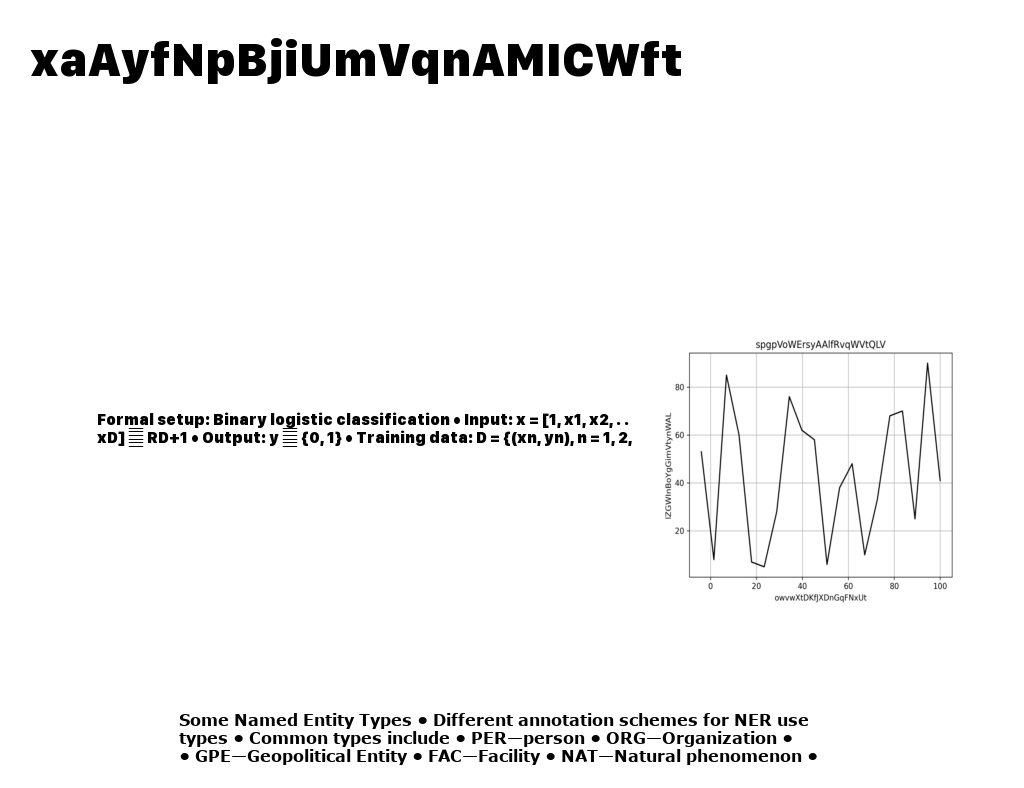 xaAyfNpBjiUmVqnAMICWft
spgpVoWErsyAAlfRvqWVtQLV
80
60
40
20
lZGWlnBoYgGimVtynWAL
0 20 40 60 80 100
owvwXtDKfJXDnGqFNxUt
Formal setup: Binary logistic classification • Input: x = [1, x1, x2, . .
xD] RD+1 • Output: y {0, 1} • Training data: D = {(xn, yn), n = 1, 2,
Some Named Entity Types • Different annotation schemes for NER use
types • Common types include • PER—person • ORG—Organization •
• GPE—Geopolitical Entity • FAC—Facility • NAT—Natural phenomenon •